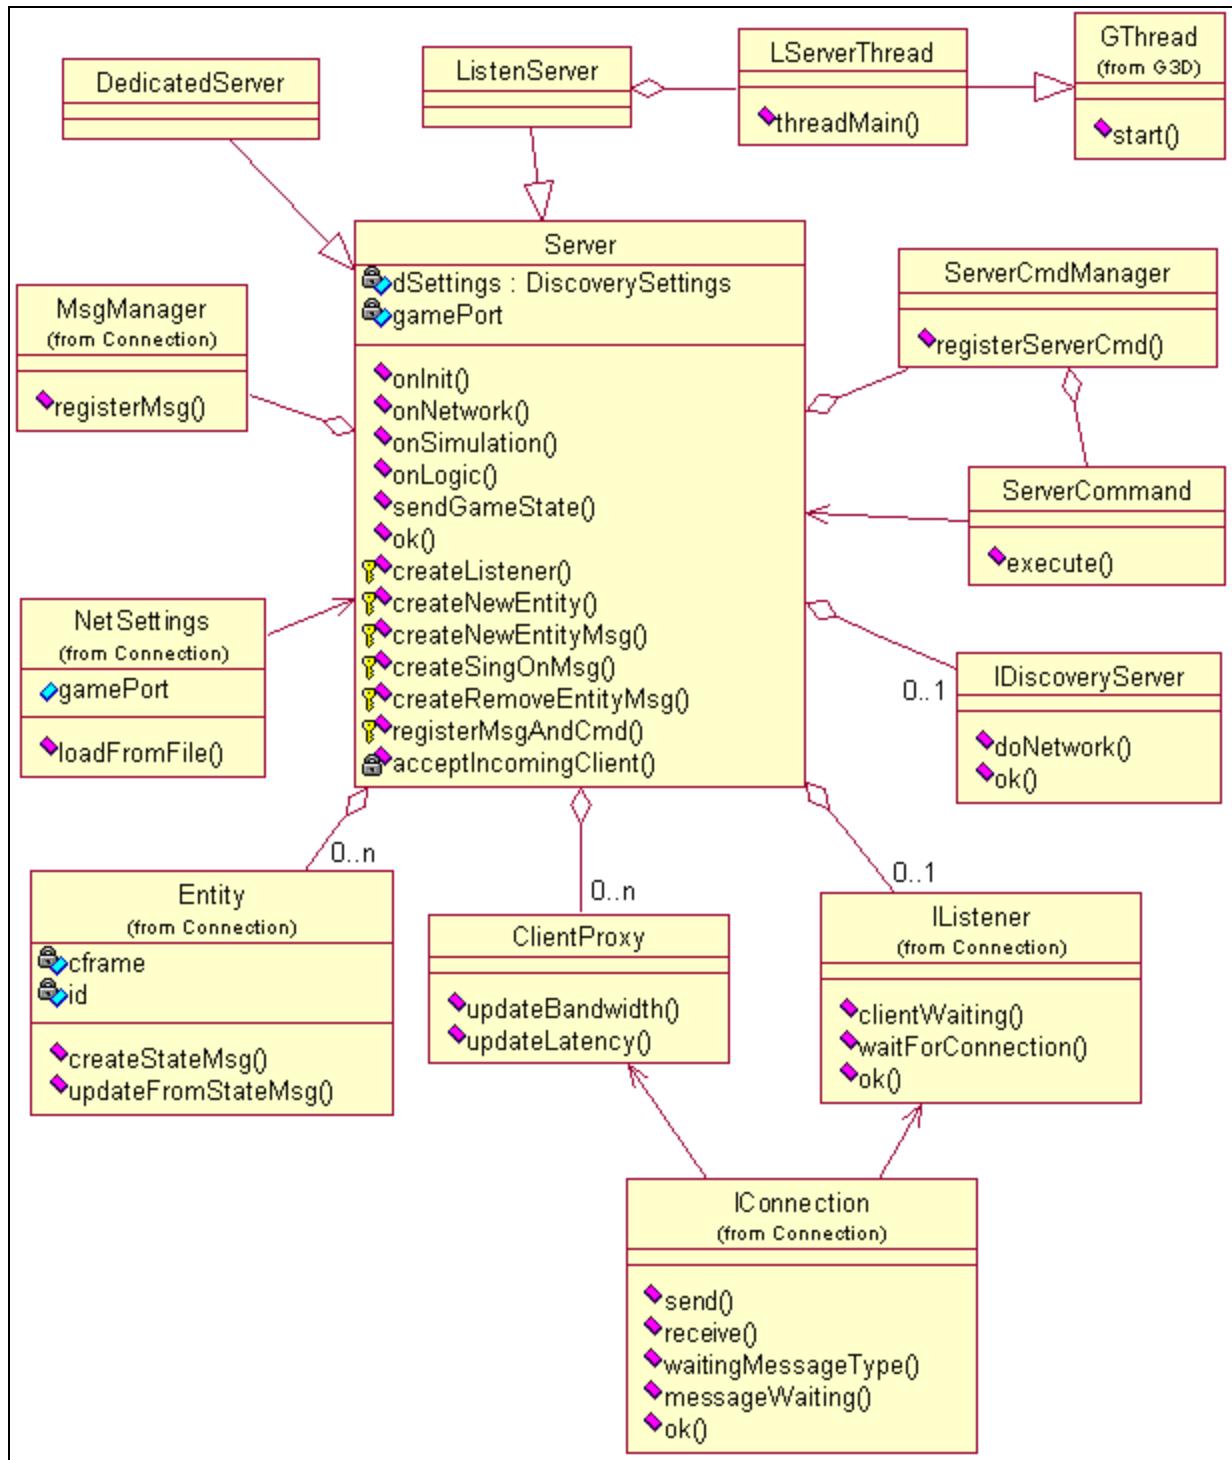 DedicatedServer
ListenServer
LServerThread
threadMain()
GThread
(from G3D)
start()
Server
dSettings : DiscoverySettings
gamePort
onInit()
onNetwork()
onSimulation()
onLogic()
sendGameState()
ok()
createListener()
createNewEntity()
createNewEntityMsg()
createSingOnMsg()
createRemoveEntityMsg()
registerMsgAndCmd()
acceptIncomingClient()
MsgManager
(from Connection)
registerMsg()
ServerCmdManager
registerServerCmd()
ServerCommand
execute()
NetSettings
(from Connection)
gamePort
loadFromFile()
IDiscoveryServer
doNetwork()
ok()
0..1
0..n
0..n
0..1
Entity
(from Connection)
cframe
id
createStateMsg()
updateFromStateMsg()
ClientProxy
updateBandwidth()
updateLatency()
IListener
(from Connection)
clientWaiting()
waitForConnection()
ok()
IConnection
(from Connection)
send()
receive()
waitingMessageType()
messageWaiting()
ok()